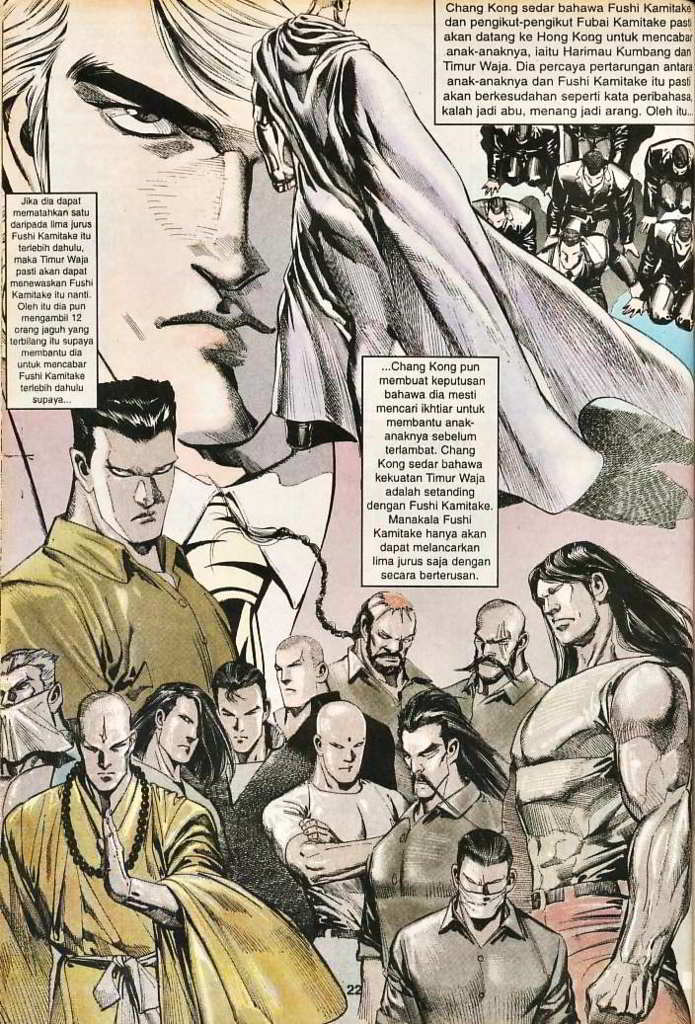 Chang Kong sedar bahawa Fushi Kamitake
dan pengikut-pengikut Fubai Kamitake pasti
akan datang ke Hong Kong untuk mencabar
anak-anaknya, iaitu Harimau Kumbang dan
Timur Waja. Dia percaya pertarungan antara
anak-anaknya dan Fushi Kamitake itu pasti
akan berkesudahan seperti kata peribahasa,
kalah jadi abu, menang jadi arang. Oleh itu...
Jika dia dapat
mematahkan satu
daripada lima jurus
Fushi Kamitake itu
terlebih dahulu,
maka Timur Waja
pasti akan dapat
menewaskan Fushi
Kamitake itu nanti.
Oleh itu dia pun
mengambil 12
orang jaguh yang
terbilang itu supaya
membantu dia
untuk mencabar
Fushi Kamitake
terlebih dahulu
supaya...
...Chang Kong pun
membuat keputusan
bahawa dia mesti
mencari ikhtiar untuk
membantu anak-
anaknya sebelum
terlambat. Chang
Kong sedar bahawa
kekuatan Timur Waja
adalah setanding
dengan Fushi Kamitake.
Manakala Fushi
Kamitake hanya akan
dapat melancarkan
lima jurus saja dengan
secara berterusan.
22